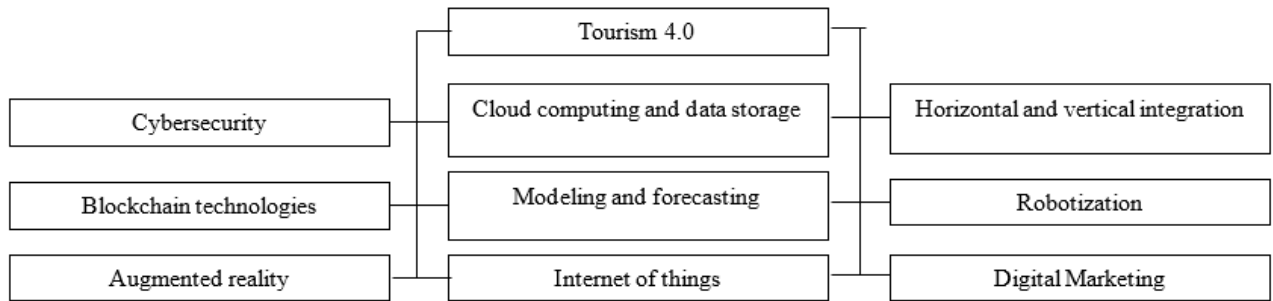 Tourism 4.0
Cybersecurity
Cloud computing and data storage
Horizontal and vertical integration
Blockchain technologies
Modeling and forecasting
Robotization
Augmented reality
Internet of things
Digital Marketing